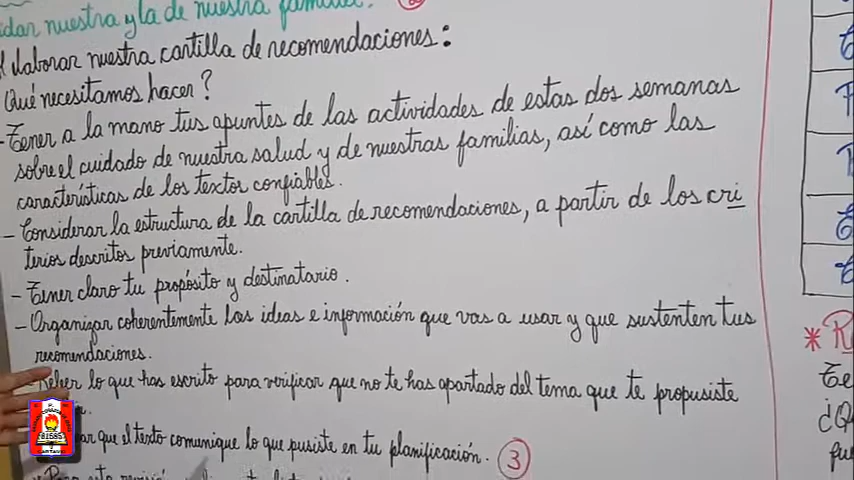 idar nuestra y la de nuestra familia.
Elaborar nuestra cartilla de recomendaciones:
Qué necesitamos hacer?
- Tener a la mano tus apuntes de las actividades de estas dos semanas
sobre el cuidado de nuestra salud y de nuestras familias, así como las
características de los textos confiables.
- Considerar la estructura de la cartilla de recomendaciones, a partir de los cri
terios descritos previamente.
- Tener claro tu propósito y destinatario.
- Organizar coherentemente las ideas e información que vas a usar y que sustenten tus
recomendaciones.
- Releer lo que has escrito para verificar que no te has apartado del tema que te propusiste
que el texto comunique lo que pusiste en tu planificación. 3
81585